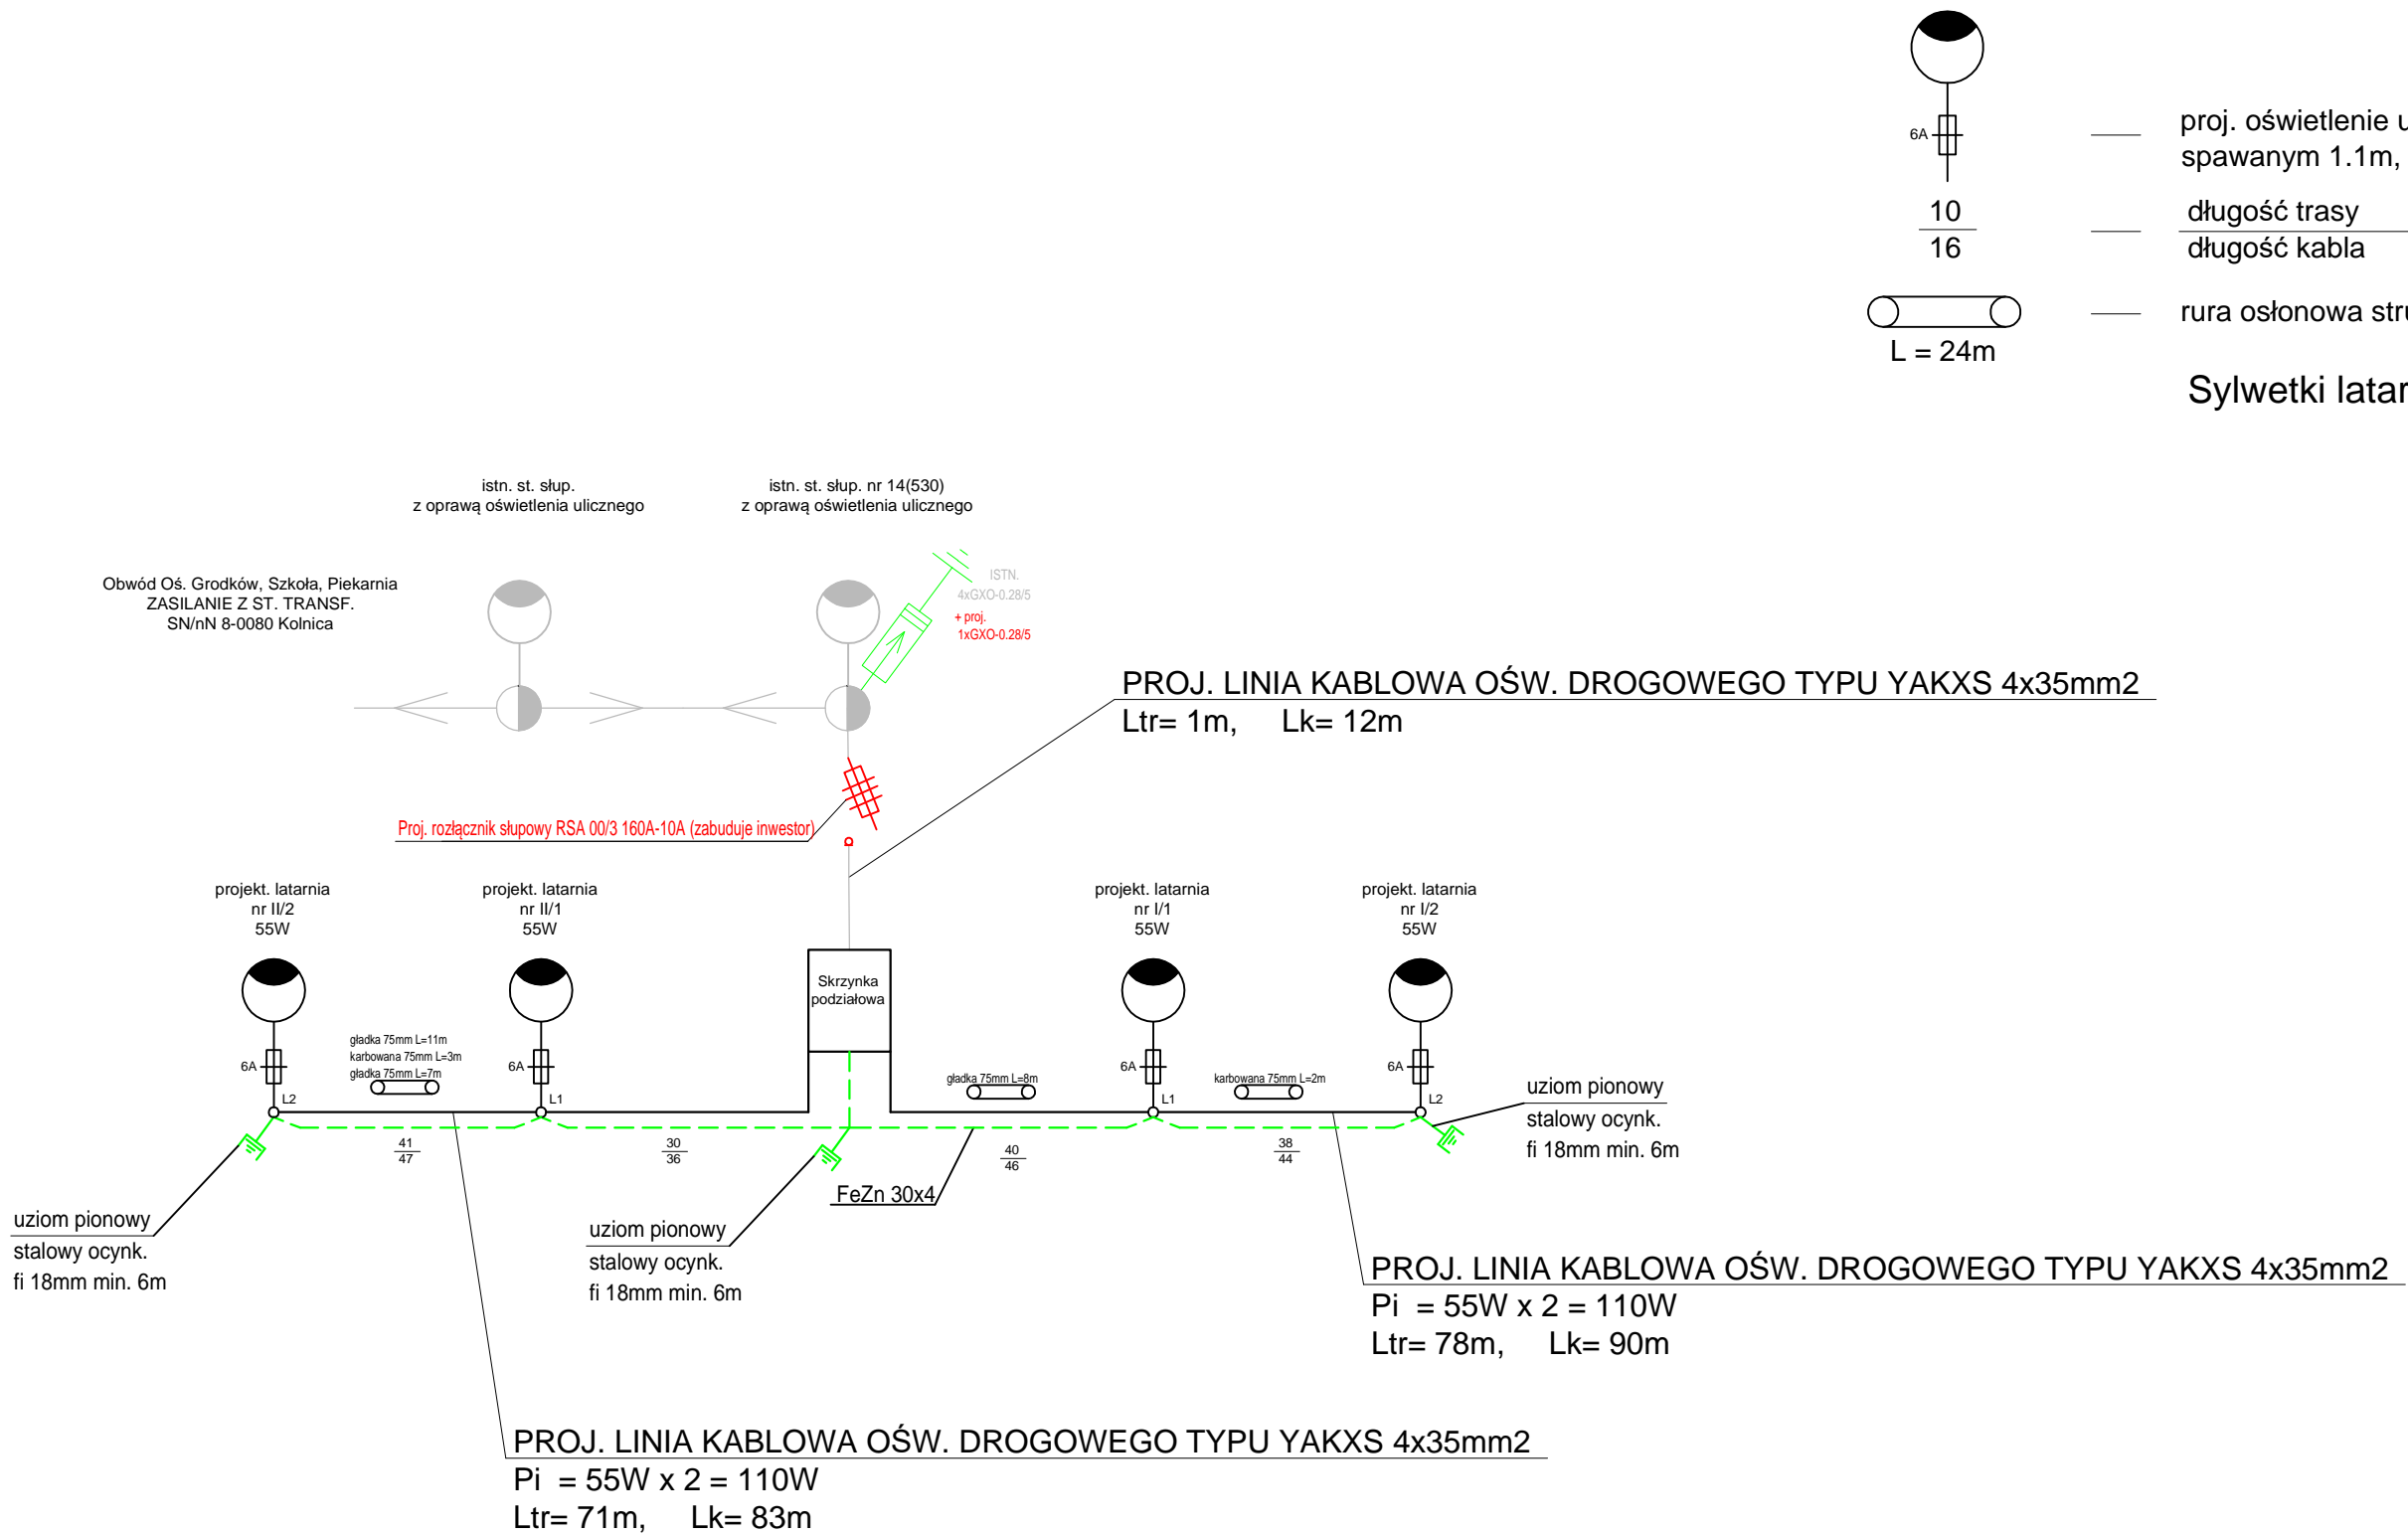 6A
proj. oświetlenie u
spawanym 1.1m,
10
16
długość trasy
długość kabla
rura osłonowa stru
L = 24m
Sylwetki latar
istn. st. słup.
z oprawą oświetlenia ulicznego
istn. st. słup. nr 14(530)
z oprawą oświetlenia ulicznego
Obwód Oś. Grodków, Szkoła, Piekarnia
ZASILANIE Z ST. TRANSF.
SN/nN 8-0080 Kolnica
ISTN.
4xGXO-0.28/5
+ proj.
1xGXO-0.28/5
PROJ. LINIA KABLOWA OŚW. DROGOWEGO TYPU YAKXS 4x35mm2
Ltr= 1m, Lk= 12m
Proj. rozłącznik słupowy RSA 00/3 160A-10A (zabuduje inwestor)
projekt. latarnia
nr II/2
55W
projekt. latarnia
nr II/1
55W
projekt. latarnia
nr I/1
55W
projekt. latarnia
nr I/2
55W
Skrzynka
podziałowa
gładka 75mm L=11m
karbowana 75mm L=3m
gładka 75mm L=7m
6A
6A
gładka 75mm L=8m
6A
karbowana 75mm L=2m
6A
L2
L1
L1
L2
41
47
30
36
40
46
38
44
uziom pionowy
stalowy ocynk.
fi 18mm min. 6m
FeZn 30x4
uziom pionowy
stalowy ocynk.
fi 18mm min. 6m
uziom pionowy
stalowy ocynk.
fi 18mm min. 6m
PROJ. LINIA KABLOWA OŚW. DROGOWEGO TYPU YAKXS 4x35mm2
Pi = 55W x 2 = 110W
Ltr= 78m, Lk= 90m
PROJ. LINIA KABLOWA OŚW. DROGOWEGO TYPU YAKXS 4x35mm2
Pi = 55W x 2 = 110W
Ltr= 71m, Lk= 83m